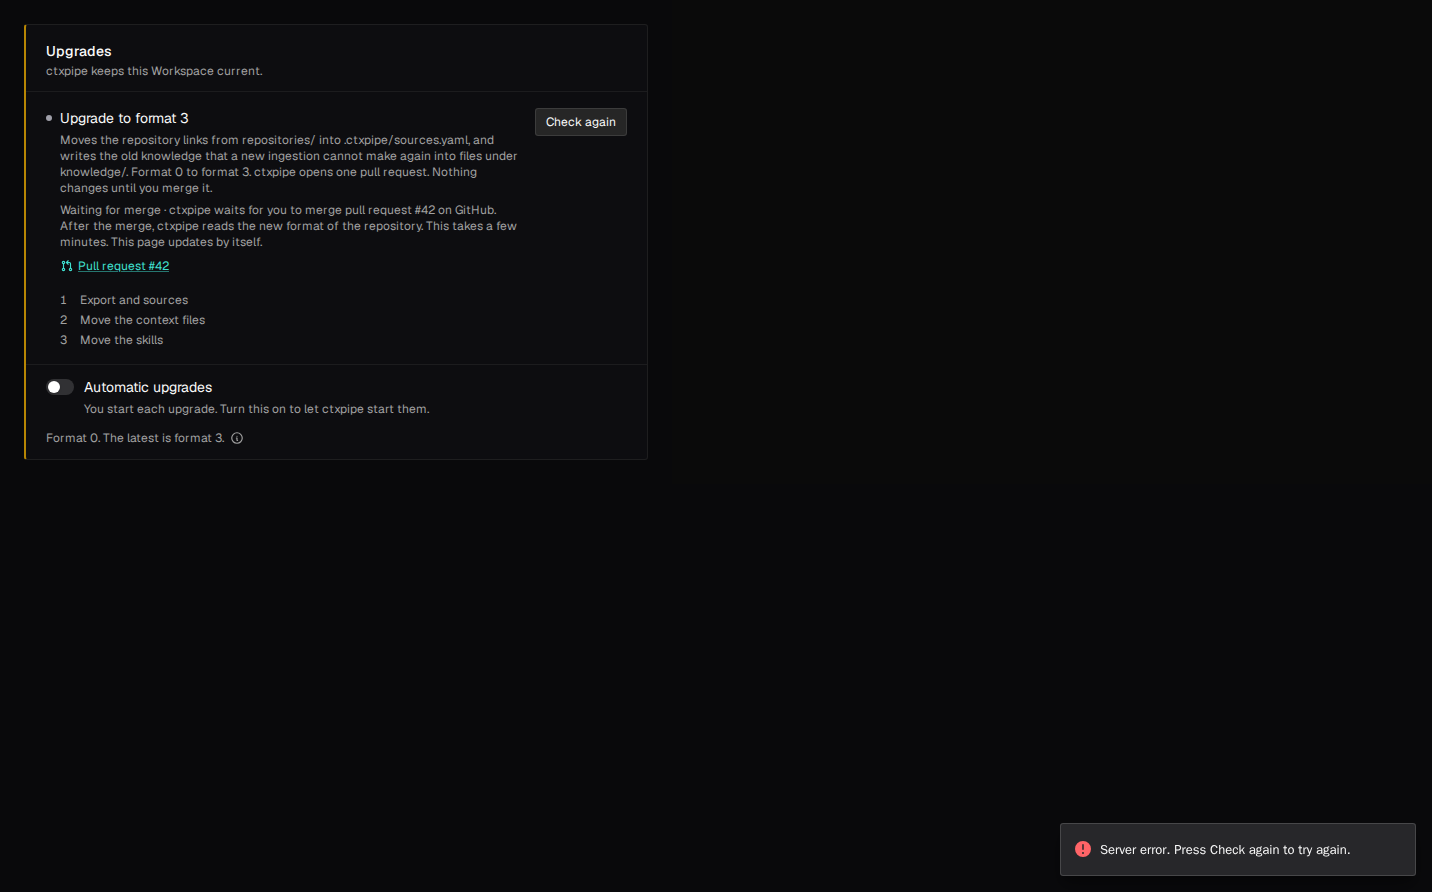 Upgrades
ctxpipe keeps this Workspace current.
Upgrade to format 3
Check again
Moves the repository links from repositories/ into .ctxpipe/sources.yaml, and
writes the old knowledge that a new ingestion cannot make again into files under
knowledge/. Format 0 to format 3. ctxpipe opens one pull request. Nothing
changes until you merge it.
Waiting for merge · ctxpipe waits for you to merge pull request #42 on GitHub.
After the merge, ctxpipe reads the new format of the repository. This takes a few
minutes. This page updates by itself.
Pull request #42
1 Export and sources
2 Move the context files
3 Move the skills
Automatic upgrades
You start each upgrade. Turn this on to let ctxpipe start them.
Format 0. The latest is format 3.
Server error. Press Check again to try again.